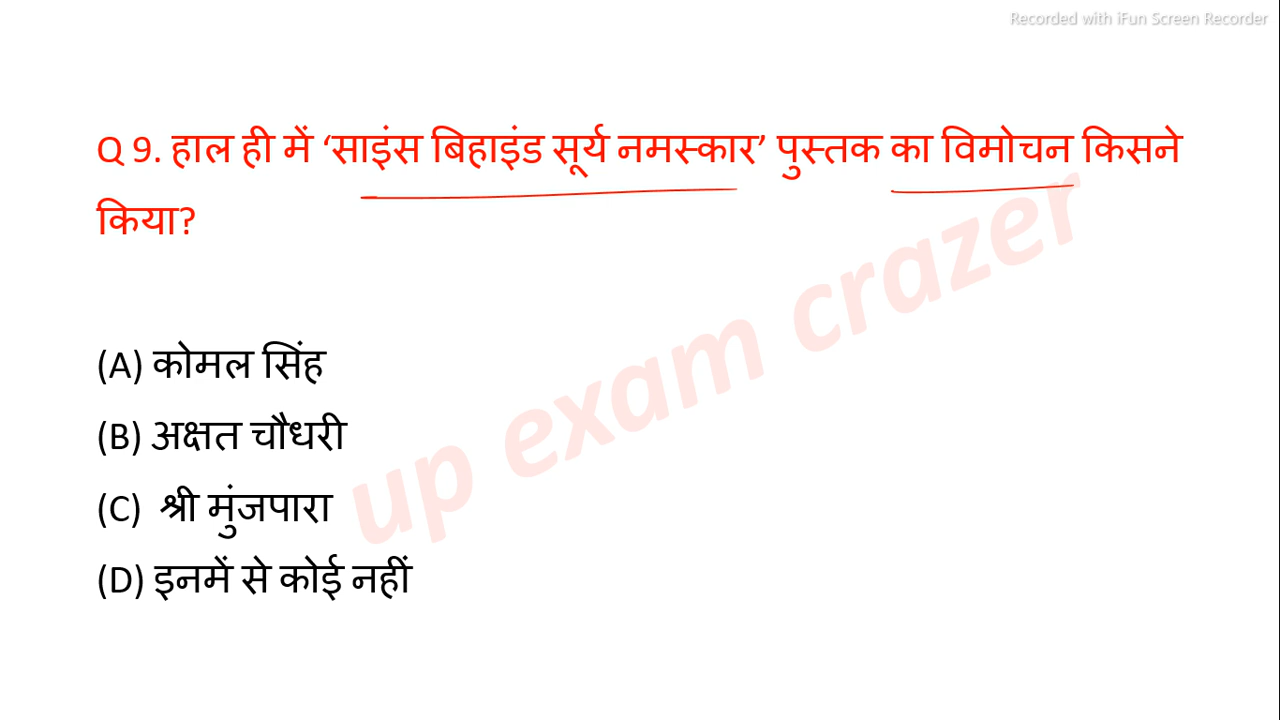 Recorded with iFun Screen Recorder
Q 9. हाल ही में ‘साइंस बिहाइंड सूर्य नमस्कार’ पुस्तक का विमोचन किसने
किया?
up exam crazer
(A) कोमल सिंह
(B) अक्षत चौधरी
(C) श्री मुंजपारा
(D) इनमें से कोई नहीं